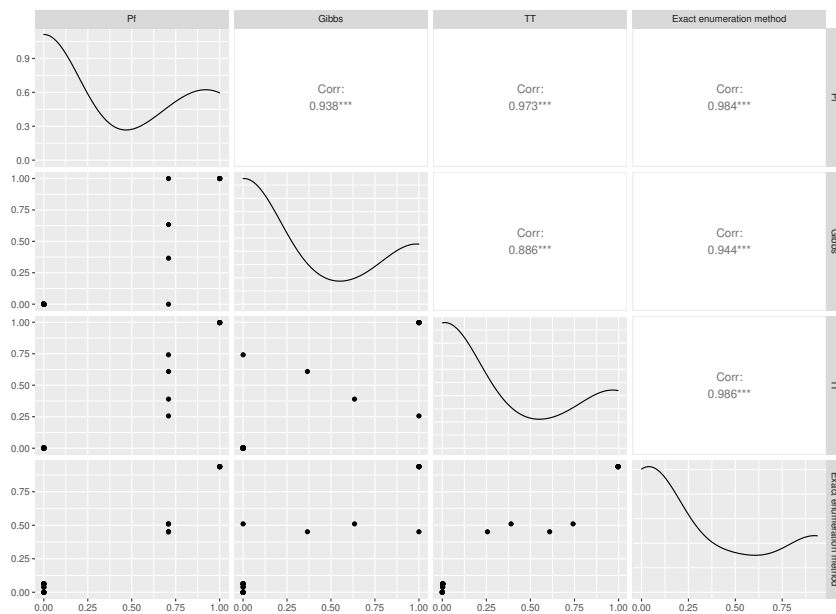 Pf
Gibbs
TT
Exact enumeration method
0.9
0.6
0.3
0.0
Corr:
0.938***
Corr:
0.973***
Corr:
0.984***
Pf
1.00
0.75
0.50
0.25
0.00
Corr:
0.886***
Corr:
0.944***
Gibbs
1.00
0.75
0.50
0.25
0.00
Corr:
0.986***
TT
0.75
0.50
0.25
0.00
Exact enumeration method
0.00 0.25 0.50 0.75 1.00
0.00 0.25 0.50 0.75 1.00
0.00 0.25 0.50 0.75 1.00
0.00 0.25 0.50 0.75